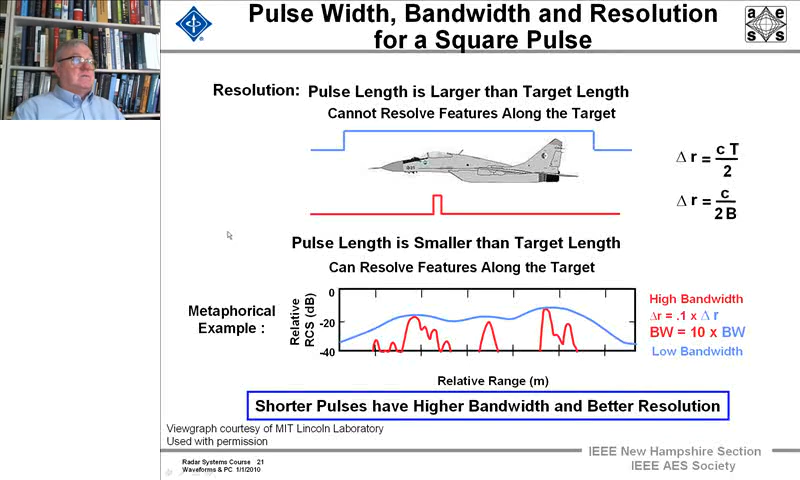 Pulse Width, Bandwidth and Resolution
for a Square Pulse
a e
s s
Resolution: Pulse Length is Larger than Target Length
Cannot Resolve Features Along the Target
Δ r = c T
2
Δ r = c
2 B
Pulse Length is Smaller than Target Length
Can Resolve Features Along the Target
Metaphorical
Example :
Relative
RCS (dB)
0
-20
-40
High Bandwidth
Δr = .1 x Δ r
BW = 10 x BW
Low Bandwidth
Relative Range (m)
Shorter Pulses have Higher Bandwidth and Better Resolution
Viewgraph courtesy of MIT Lincoln Laboratory
Used with permission
Radar Systems Course 21
Waveforms & PC 1/1/2010
IEEE New Hampshire Section
IEEE AES Society